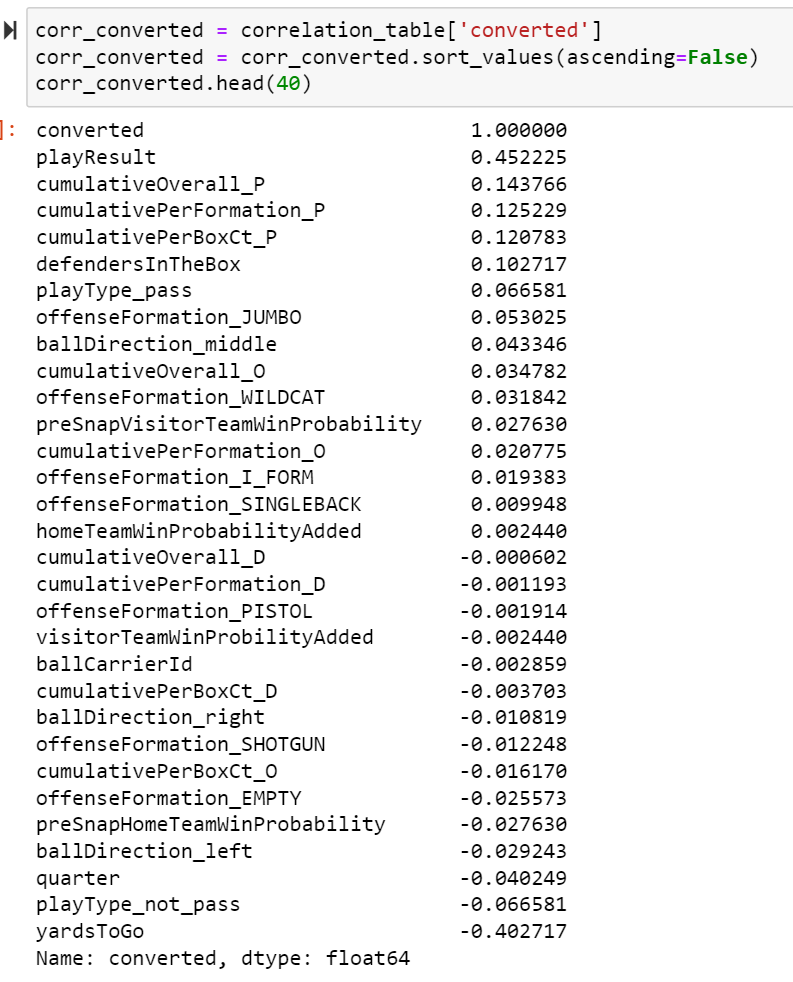 corr_converted = correlation_table['converted']
corr_converted = corr_converted.sort_values(ascending=False)
corr_converted.head(40)
]: converted 1.000000
playResult 0.452225
cumulativeOverall_P 0.143766
cumulativePerFormation_P 0.125229
cumulativePerBoxCt_P 0.120783
defendersInTheBox 0.102717
playType_pass 0.066581
offenseFormation_JUMBO 0.053025
ballDirection_middle 0.043346
cumulativeOverall_O 0.034782
offenseFormation_WILDCAT 0.031842
preSnapVisitorTeamWinProbability 0.027630
cumulativePerFormation_O 0.020775
offenseFormation_I_FORM 0.019383
offenseFormation_SINGLEBACK 0.009948
homeTeamWinProbabilityAdded 0.002440
cumulativeOverall_D -0.000602
cumulativePerFormation_D -0.001193
offenseFormation_PISTOL -0.001914
visitorTeamWinProbilityAdded -0.002440
ballCarrierId -0.002859
cumulativePerBoxCt_D -0.003703
ballDirection_right -0.010819
offenseFormation_SHOTGUN -0.012248
cumulativePerBoxCt_O -0.016170
offenseFormation_EMPTY -0.025573
preSnapHomeTeamWinProbability -0.027630
ballDirection_left -0.029243
quarter -0.040249
playType_not_pass -0.066581
yardsToGo -0.402717
Name: converted, dtype: float64